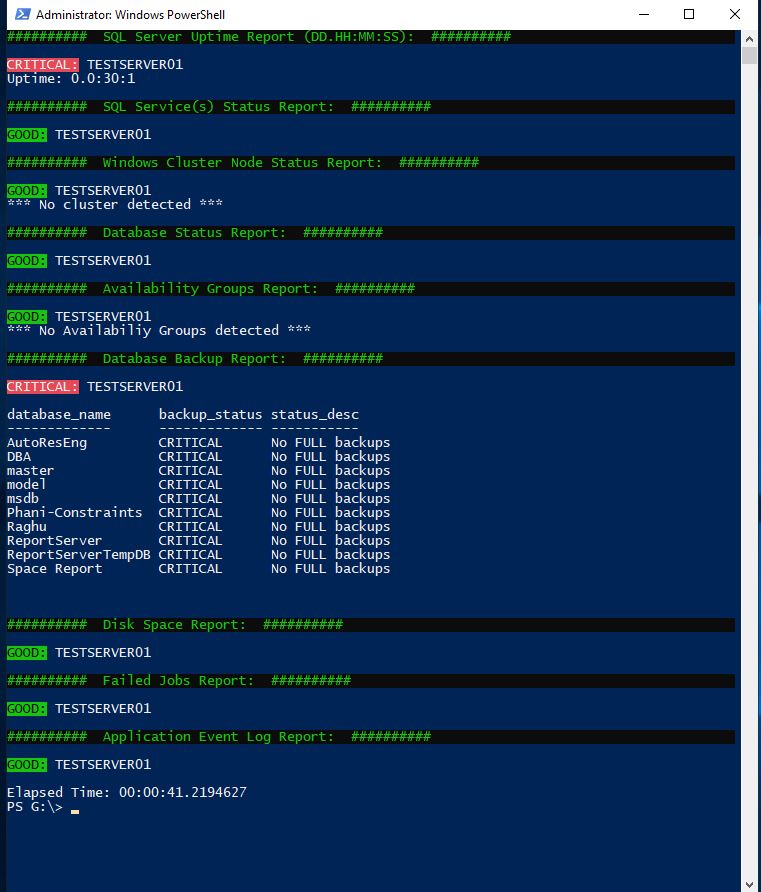 Administrator: Windows PowerShell
##########  SQL Server Uptime Report (DD.HH:MM:SS):  ##########
CRITICAL: TESTSERVER01
Uptime: 0.0:30:1
##########  SQL Service(s) Status Report:  ##########
GOOD: TESTSERVER01
##########  Windows Cluster Node Status Report:  ##########
GOOD: TESTSERVER01
*** No cluster detected ***
##########  Database Status Report:  ##########
GOOD: TESTSERVER01
##########  Availability Groups Report:  ##########
GOOD: TESTSERVER01
*** No Availabiliy Groups detected ***
##########  Database Backup Report:  ##########
CRITICAL: TESTSERVER01
database_name      backup_status status_desc
-------------      ------------- -----------
AutoResEng         CRITICAL      No FULL backups
DBA                CRITICAL      No FULL backups
master             CRITICAL      No FULL backups
model              CRITICAL      No FULL backups
msdb               CRITICAL      No FULL backups
Phani-Constraints  CRITICAL      No FULL backups
Raghu              CRITICAL      No FULL backups
ReportServer       CRITICAL      No FULL backups
ReportServerTempDB CRITICAL      No FULL backups
Space Report       CRITICAL      No FULL backups
##########  Disk Space Report:  ##########
GOOD: TESTSERVER01
##########  Failed Jobs Report:  ##########
GOOD: TESTSERVER01
##########  Application Event Log Report:  ##########
GOOD: TESTSERVER01
Elapsed Time: 00:00:41.2194627
PS G:\>